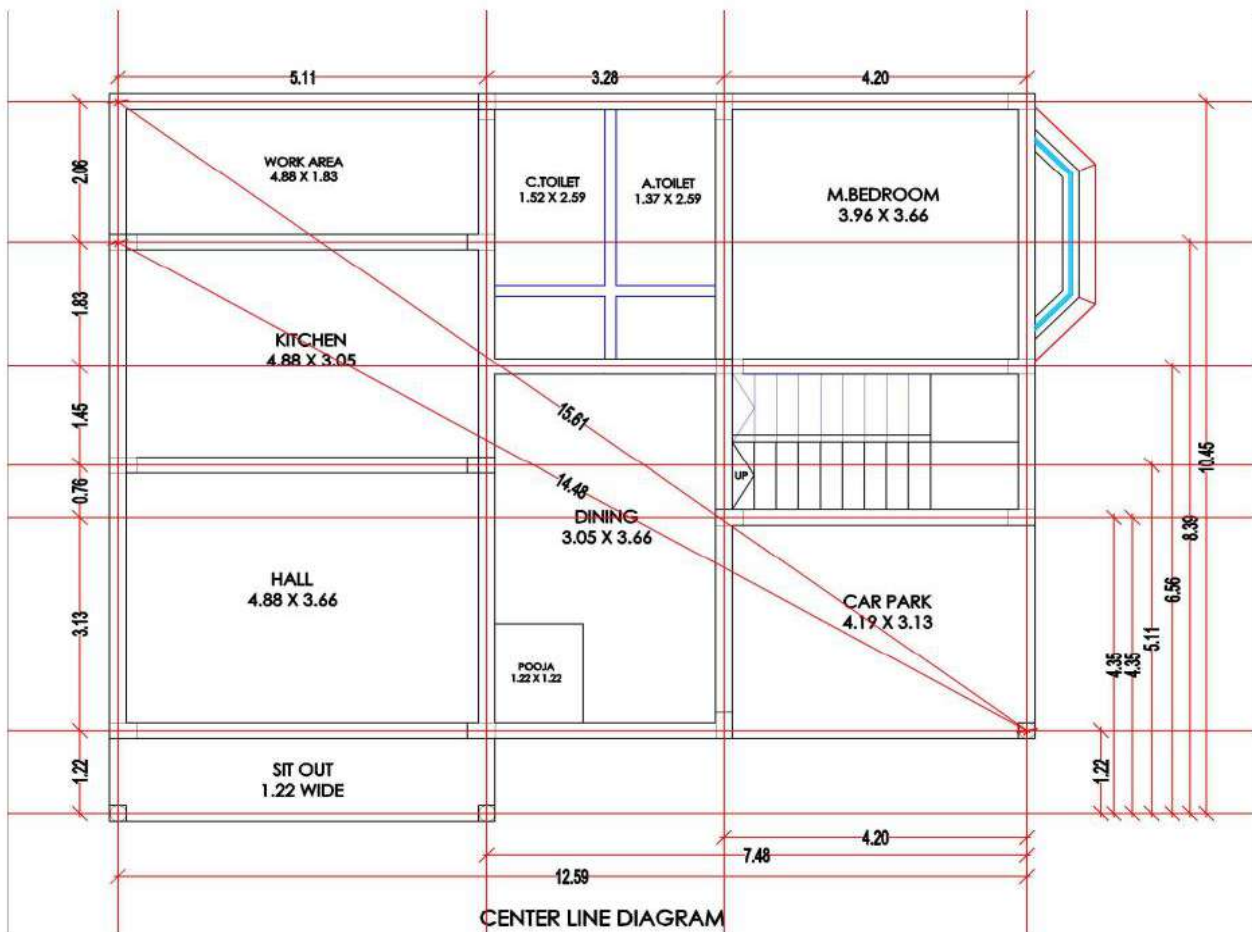 5.11
3.28
4.20
2.06
WORK AREA
4.88 X 1.83
C.TOILET
1.52 X 2.59
A.TOILET
1.37 X 2.59
M.BEDROOM
3.96 X 3.66
1.83
KITCHEN
4.88 X 3.05
1.45
15.61
10.45
0.76
14.48
UP
8.39
DINING
3.05 X 3.66
6.56
HALL
4.88 X 3.66
CAR PARK
4.19 X 3.13
3.13
5.11
4.35
4.35
POOJA
1.22 X 1.22
1.22
SIT OUT
1.22 WIDE
1.22
4.20
7.48
12.59
CENTER LINE DIAGRAM